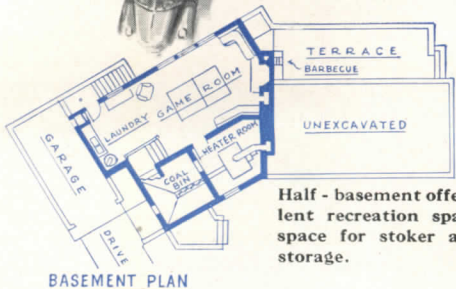 TERRACE
BARBECUE
LAUNDRY
GAME ROOM
UNEXCAVATED
GARAGE
HEATER ROOM
COAL BIN
DRIVE
Half - basement offe
lent recreation spa
space for stoker a
storage.
BASEMENT PLAN